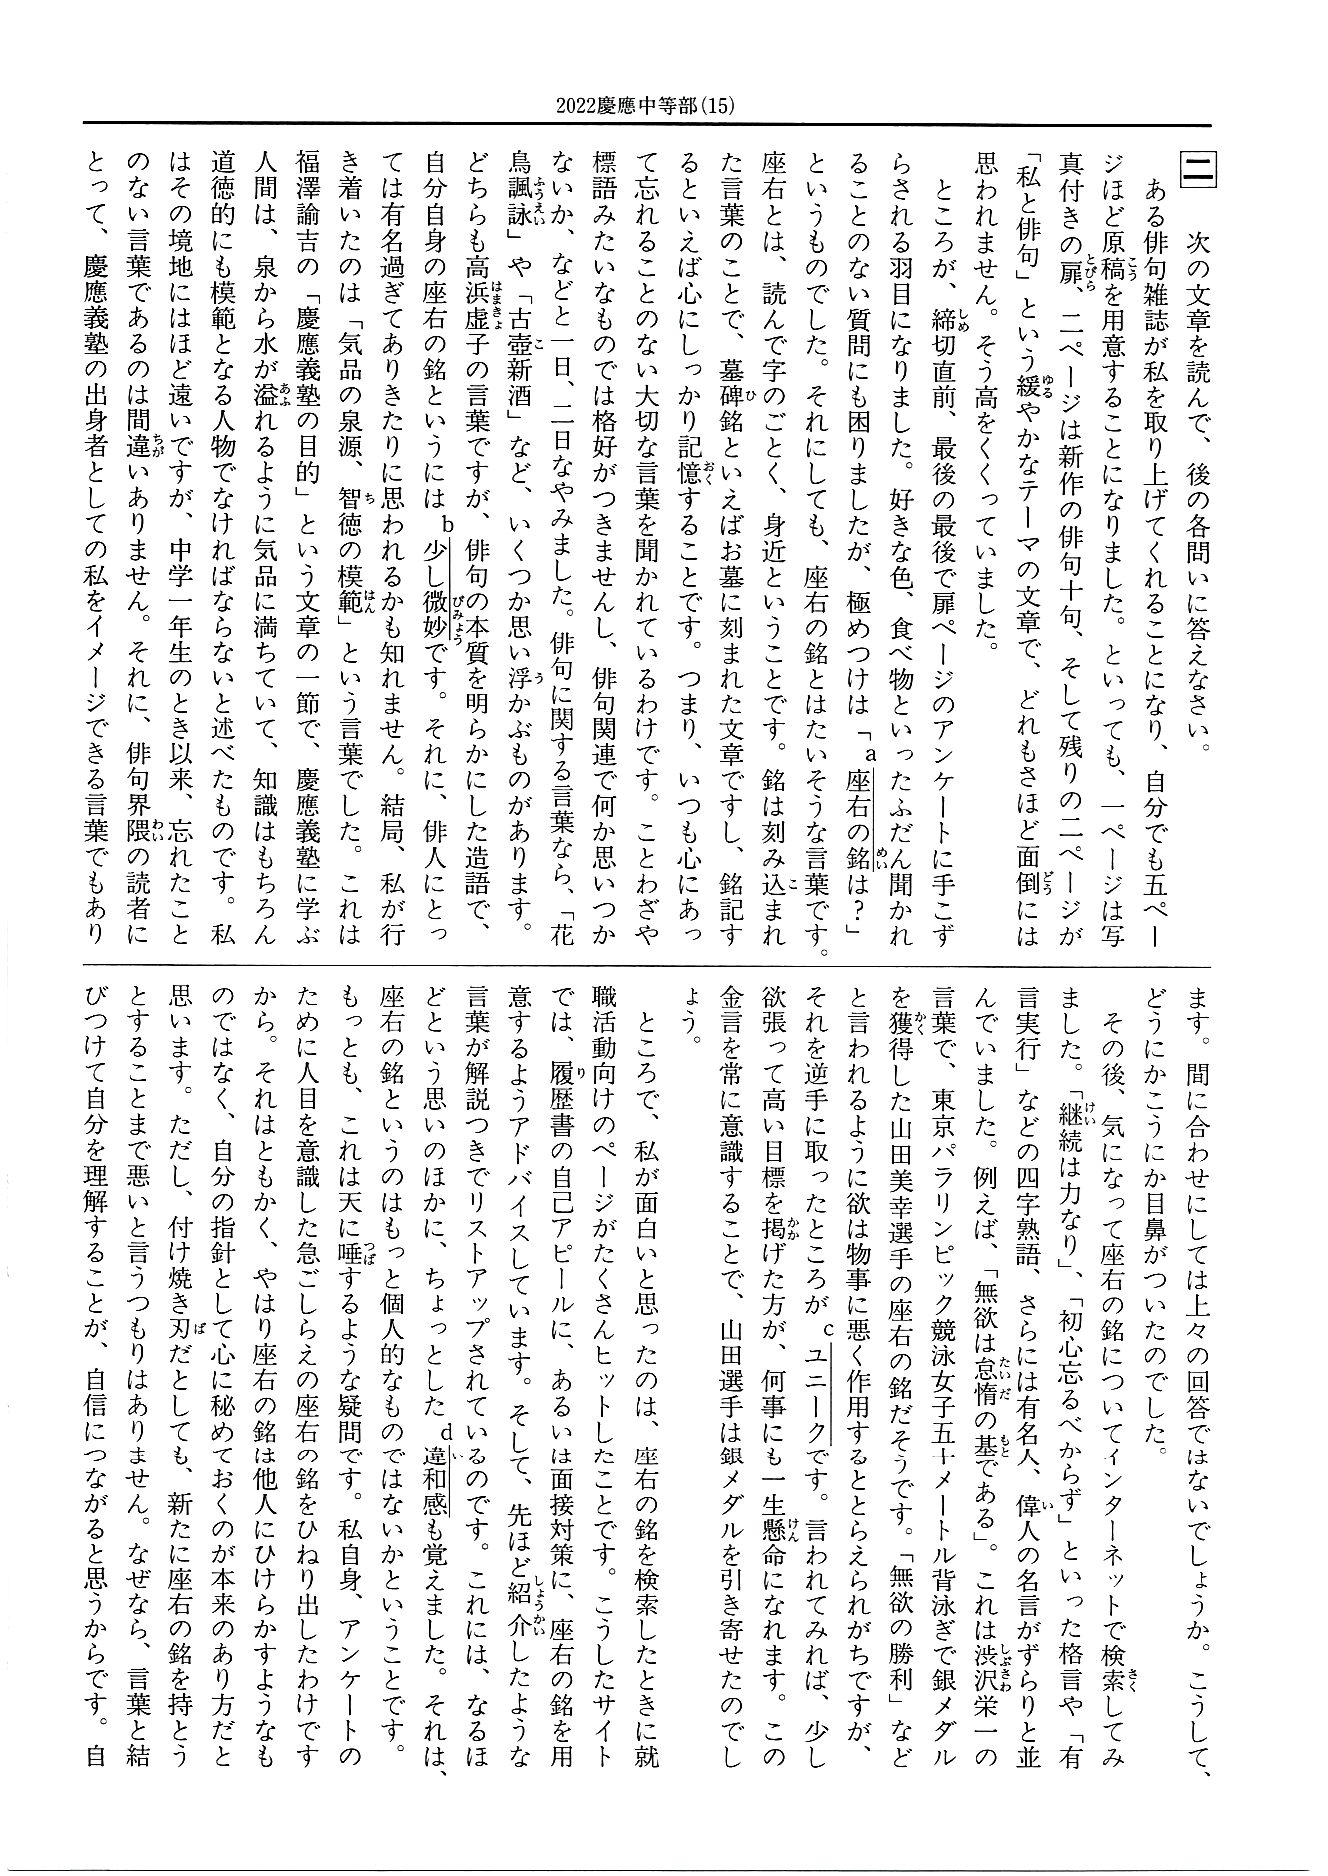 2022慶應中等部(15)
二　次の文章を読んで、後の各問いに答えなさい。
ある俳句雑誌が私を取り上げてくれることになり、自分でも五ペー
ジほど原稿を用意することになりました。といっても、一ページは写
真付きの扉、二ページは新作の俳句十句、そして残りの二ページが
「私と俳句」という緩やかなテーマの文章で、どれもさほど面倒には
思われません。そう高をくくっていました。
ところが、締切直前、最後の最後で扉ページのアンケートに手こず
らされる羽目になりました。好きな色、食べ物といったふだん聞かれ
ることのない質問にも困りましたが、極めつけは「a座右の銘は？」
というものでした。それにしても、座右の銘とはたいそうな言葉です。
座右とは、読んで字のごとく、身近ということです。銘は刻み込まれ
た言葉のことで、墓碑銘といえばお墓に刻まれた文章ですし、銘記す
るといえば心にしっかり記憶することです。つまり、いつも心にあっ
て忘れることのない大切な言葉を聞かれているわけです。ことわざや
標語みたいなものでは格好がつきませんし、俳句関連で何か思いつか
ないか、などと一日、二日なやみました。俳句に関する言葉なら、「花
鳥諷詠」や「古壺新酒」など、いくつか思い浮かぶものがあります。
どちらも高浜虚子の言葉ですが、俳句の本質を明らかにした造語で、
自分自身の座右の銘というにはb少し微妙です。それに、俳人にとっ
ては有名過ぎてありきたりに思われるかも知れません。結局、私が行
き着いたのは「気品の泉源、智徳の模範」という言葉でした。これは
福澤諭吉の「慶應義塾の目的」という文章の一節で、慶應義塾に学ぶ
人間は、泉から水が溢れるように気品に満ちていて、知識はもちろん
道徳的にも模範となる人物でなければならないと述べたものです。私
はその境地にはほど遠いですが、中学一年生のとき以来、忘れたこと
のない言葉であるのは間違いありません。それに、俳句界隈の読者に
とって、慶應義塾の出身者としての私をイメージできる言葉でもあり
ます。間に合わせにしては上々の回答ではないでしょうか。こうして、
どうにかこうにか目鼻がついたのでした。
その後、気になって座右の銘についてインターネットで検索してみ
ました。「継続は力なり」、「初心忘るべからず」といった格言や「有
言実行」などの四字熟語、さらには有名人、偉人の名言がずらりと並
んでいました。例えば、「無欲は怠惰の基である」。これは渋沢栄一の
言葉で、東京パラリンピック競泳女子五十メートル背泳ぎで銀メダル
を獲得した山田美幸選手の座右の銘だそうです。「無欲の勝利」など
と言われるように欲は物事に悪く作用するととらえられがちですが、
それを逆手に取ったところがcユニークです。言われてみれば、少し
欲張って高い目標を掲げた方が、何事にも一生懸命になれます。この
金言を常に意識することで、山田選手は銀メダルを引き寄せたのでし
ょう。
ところで、私が面白いと思ったのは、座右の銘を検索したときに就
職活動向けのページがたくさんヒットしたことです。こうしたサイト
では、履歴書の自己アピールに、あるいは面接対策に、座右の銘を用
意するようアドバイスしています。そして、先ほど紹介したような
言葉が解説つきでリストアップされているのです。これには、なるほ
どという思いのほかに、ちょっとしたd違和感も覚えました。それは、
座右の銘というのはもっと個人的なものではないかということです。
もっとも、これは天に唾するような疑問です。私自身、アンケートの
ために人目を意識した急ごしらえの座右の銘をひねり出したわけです
から。それはともかく、やはり座右の銘は他人にひけらかすようなも
のではなく、自分の指針として心に秘めておくのが本来のあり方だと
思います。ただし、付け焼き刃だとしても、新たに座右の銘を持とう
とすることまで悪いと言うつもりはありません。なぜなら、言葉と結
びつけて自分を理解することが、自信につながると思うからです。自